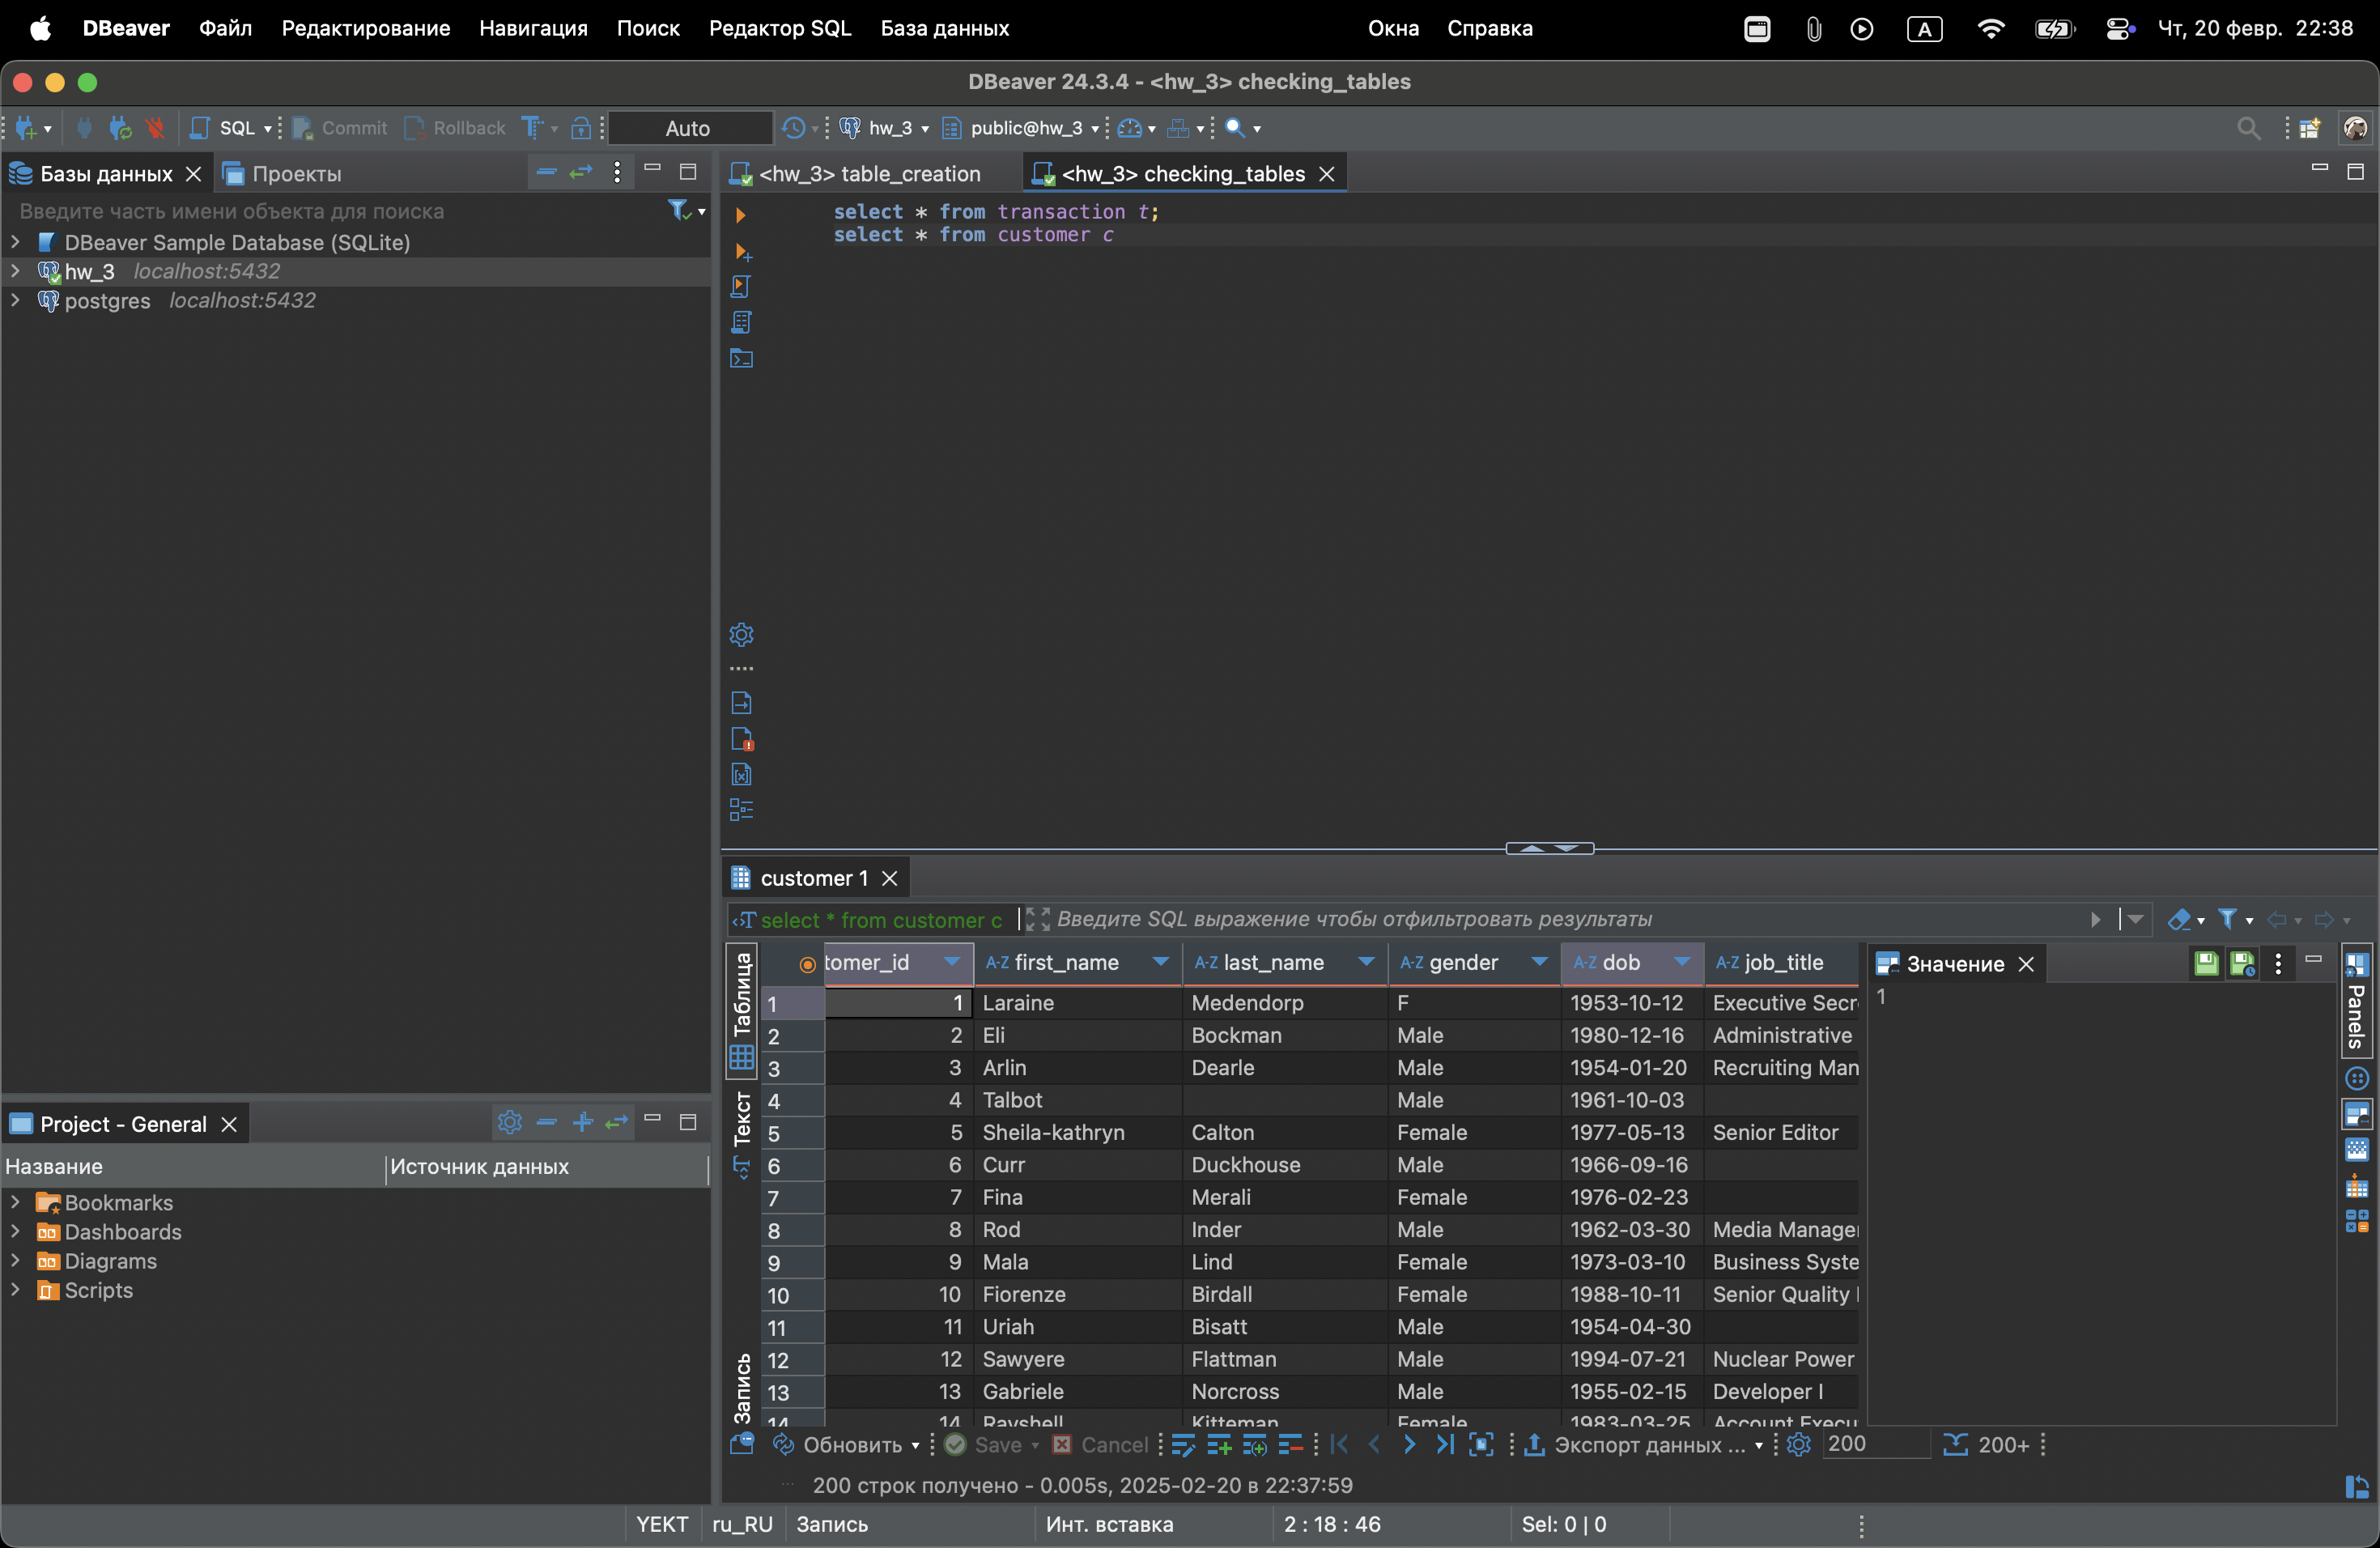 DBeaver Файл Редактирование Навигация Поиск Редактор SQL База данных Окна Справка A Чт, 20 февр. 22:38
DBeaver 24.3.4 - <hw_3> checking_tables
SQL Commit Rollback Auto hw_3 public@hw_3
Базы данных Проекты
Введите часть имени объекта для поиска
DBeaver Sample Database (SQLite)
hw_3 localhost:5432
postgres localhost:5432
<hw_3> table_creation <hw_3> checking_tables
select * from transaction t;
select * from customer c
Project - General
Название Источник данных
Bookmarks
Dashboards
Diagrams
Scripts
customer 1
select * from customer c Введите SQL выражение чтобы отфильтровать результаты
Таблица
Текст
Запись
tomer_id A-Z first_name A-Z last_name A-Z gender A-Z dob A-Z job_title
1 1 Laraine Medendorp F 1953-10-12 Executive Secr
2 2 Eli Bockman Male 1980-12-16 Administrative
3 3 Arlin Dearle Male 1954-01-20 Recruiting Man
4 4 Talbot Male 1961-10-03
5 5 Sheila-kathryn Calton Female 1977-05-13 Senior Editor
6 6 Curr Duckhouse Male 1966-09-16
7 7 Fina Merali Female 1976-02-23
8 8 Rod Inder Male 1962-03-30 Media Manager
9 9 Mala Lind Female 1973-03-10 Business Syste
10 10 Fiorenze Birdall Female 1988-10-11 Senior Quality
11 11 Uriah Bisatt Male 1954-04-30
12 12 Sawyere Flattman Male 1994-07-21 Nuclear Power
13 13 Gabriele Norcross Male 1955-02-15 Developer I
14 14 Rayshell Kitteman Female 1983-03-25 Account Execu
Значение
1
Panels
Обновить Save Cancel Экспорт данных ... 200 200+
200 строк получено - 0.005s, 2025-02-20 в 22:37:59
YEKT ru_RU Запись Инт. вставка 2 : 18 : 46 Sel: 0 | 0